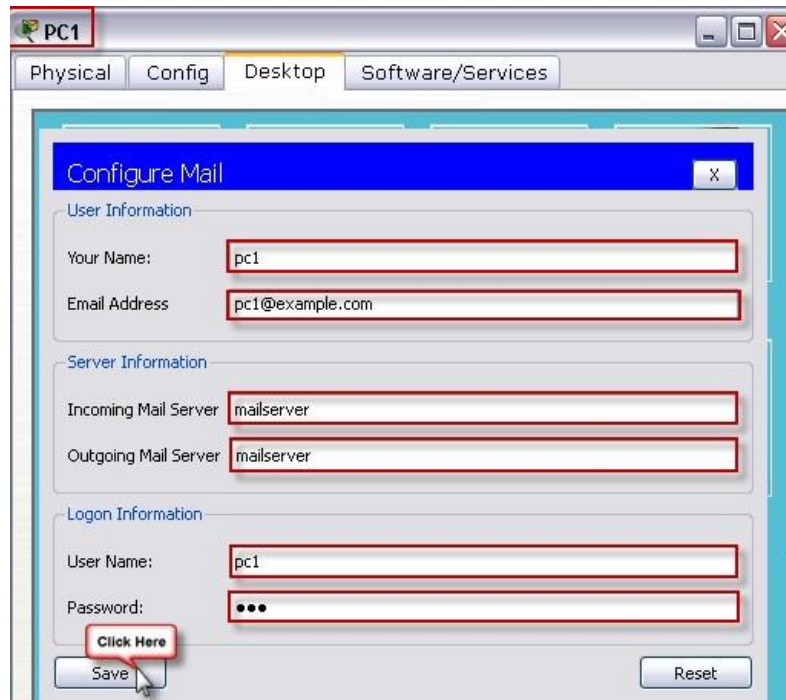 PC1
Physical Config Desktop Software/Services
Configure Mail X
User Information
Your Name: pc1
Email Address pc1@example.com
Server Information
Incoming Mail Server mailserver
Outgoing Mail Server mailserver
Logon Information
User Name: pc1
Password: •••
Click Here
Save Reset